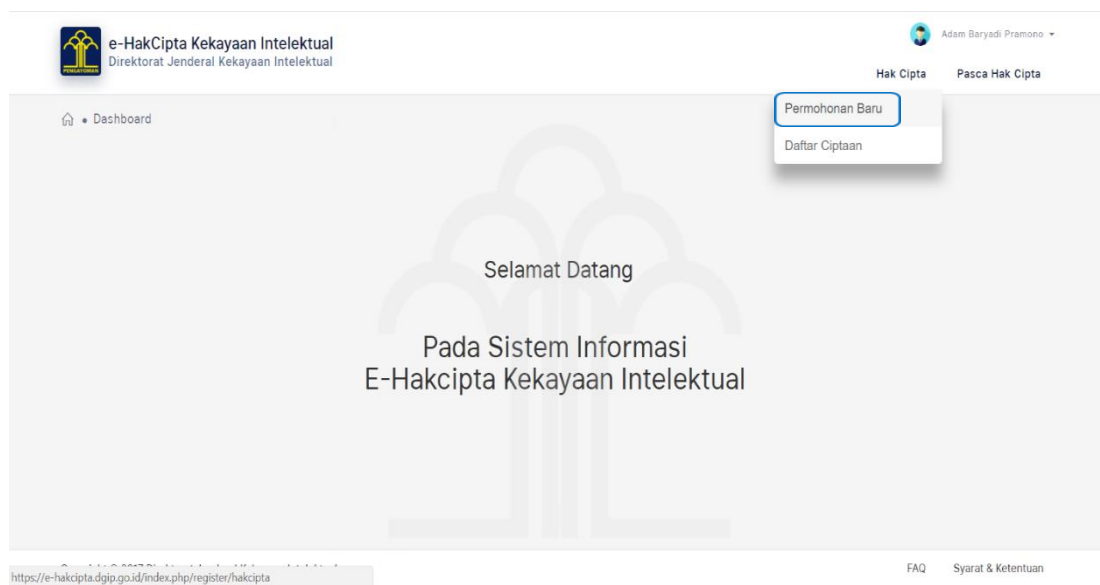 e-HakCipta Kekayaan Intelektual
Direktorat Jenderal Kekayaan Intelektual
PENGAYOMAN
Adam Baryadi Pramono
Hak Cipta Pasca Hak Cipta
Dashboard
Permohonan Baru
Daftar Ciptaan
Selamat Datang
Pada Sistem Informasi
E-Hakcipta Kekayaan Intelektual
FAQ Syarat & Ketentuan
https://e-hakcipta.dgip.go.id/index.php/register/hakcipta